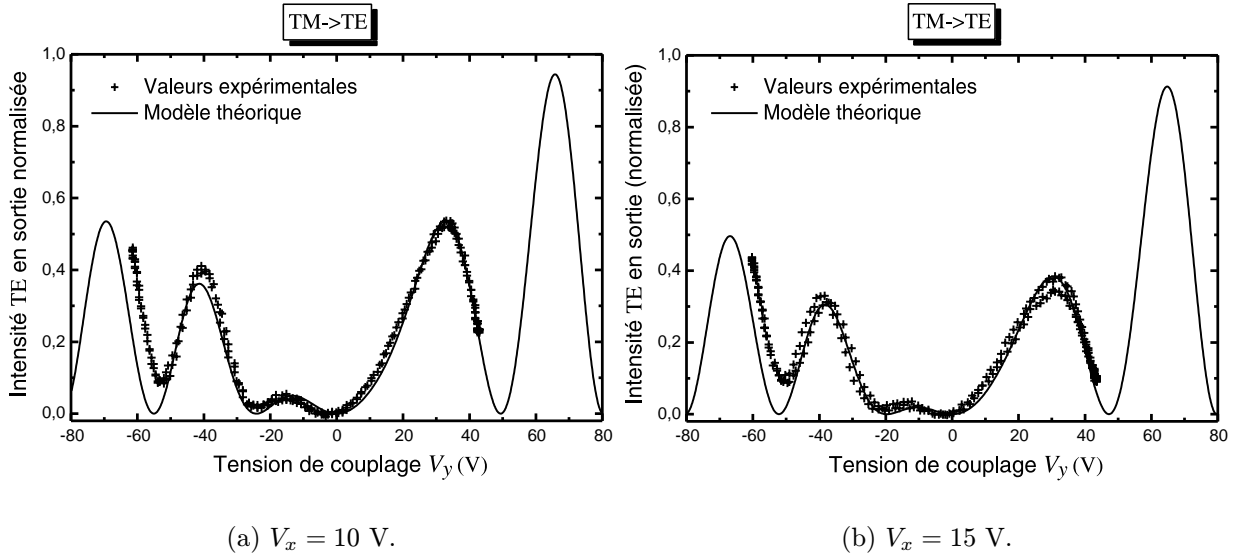 TM->TE
Intensité TE en sortie normalisée
1,0
0,8
0,6
0,4
0,2
0,0
+ Valeurs expérimentales
Modèle théorique
-80 -60 -40 -20 0 20 40 60 80
Tension de couplage Vy (V)
(a) Vx = 10 V.
TM->TE
Intensité TE en sortie (normalisée)
1,0
0,8
0,6
0,4
0,2
0,0
+ Valeurs expérimentales
Modèle théorique
-80 -60 -40 -20 0 20 40 60 80
Tension de couplage Vy (V)
(b) Vx = 15 V.